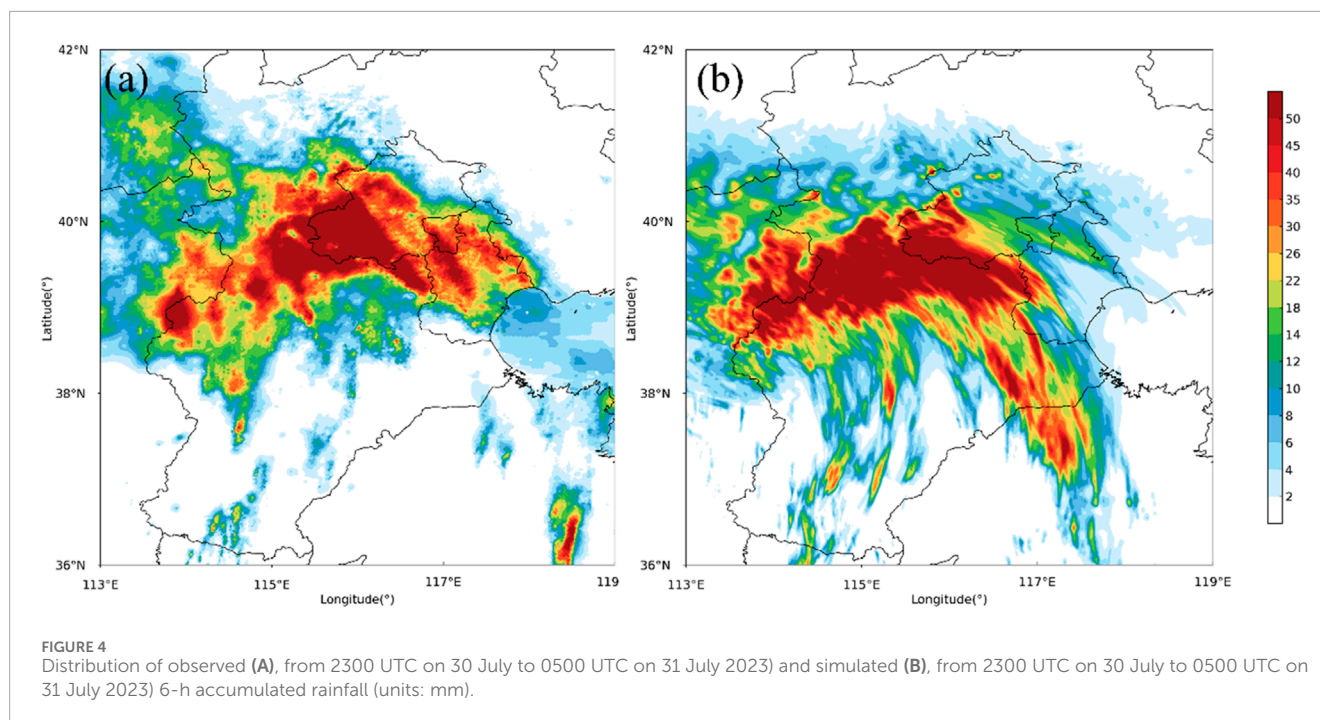 42°N
(a)
40°N
38°N
36°N
113°E
115°E
117°E
119
Latitude(°)
Longitude(°)
42°N
(b)
40°N
38°N
36°N
113°E
115°E
117°E
119°E
Latitude(°)
Longitude(°)
50
45
40
35
30
26
22
18
14
12
10
8
6
4
2
FIGURE 4
Distribution of observed (A), from 2300 UTC on 30 July to 0500 UTC on 31 July 2023) and simulated (B), from 2300 UTC on 30 July to 0500 UTC on
31 July 2023) 6-h accumulated rainfall (units: mm).